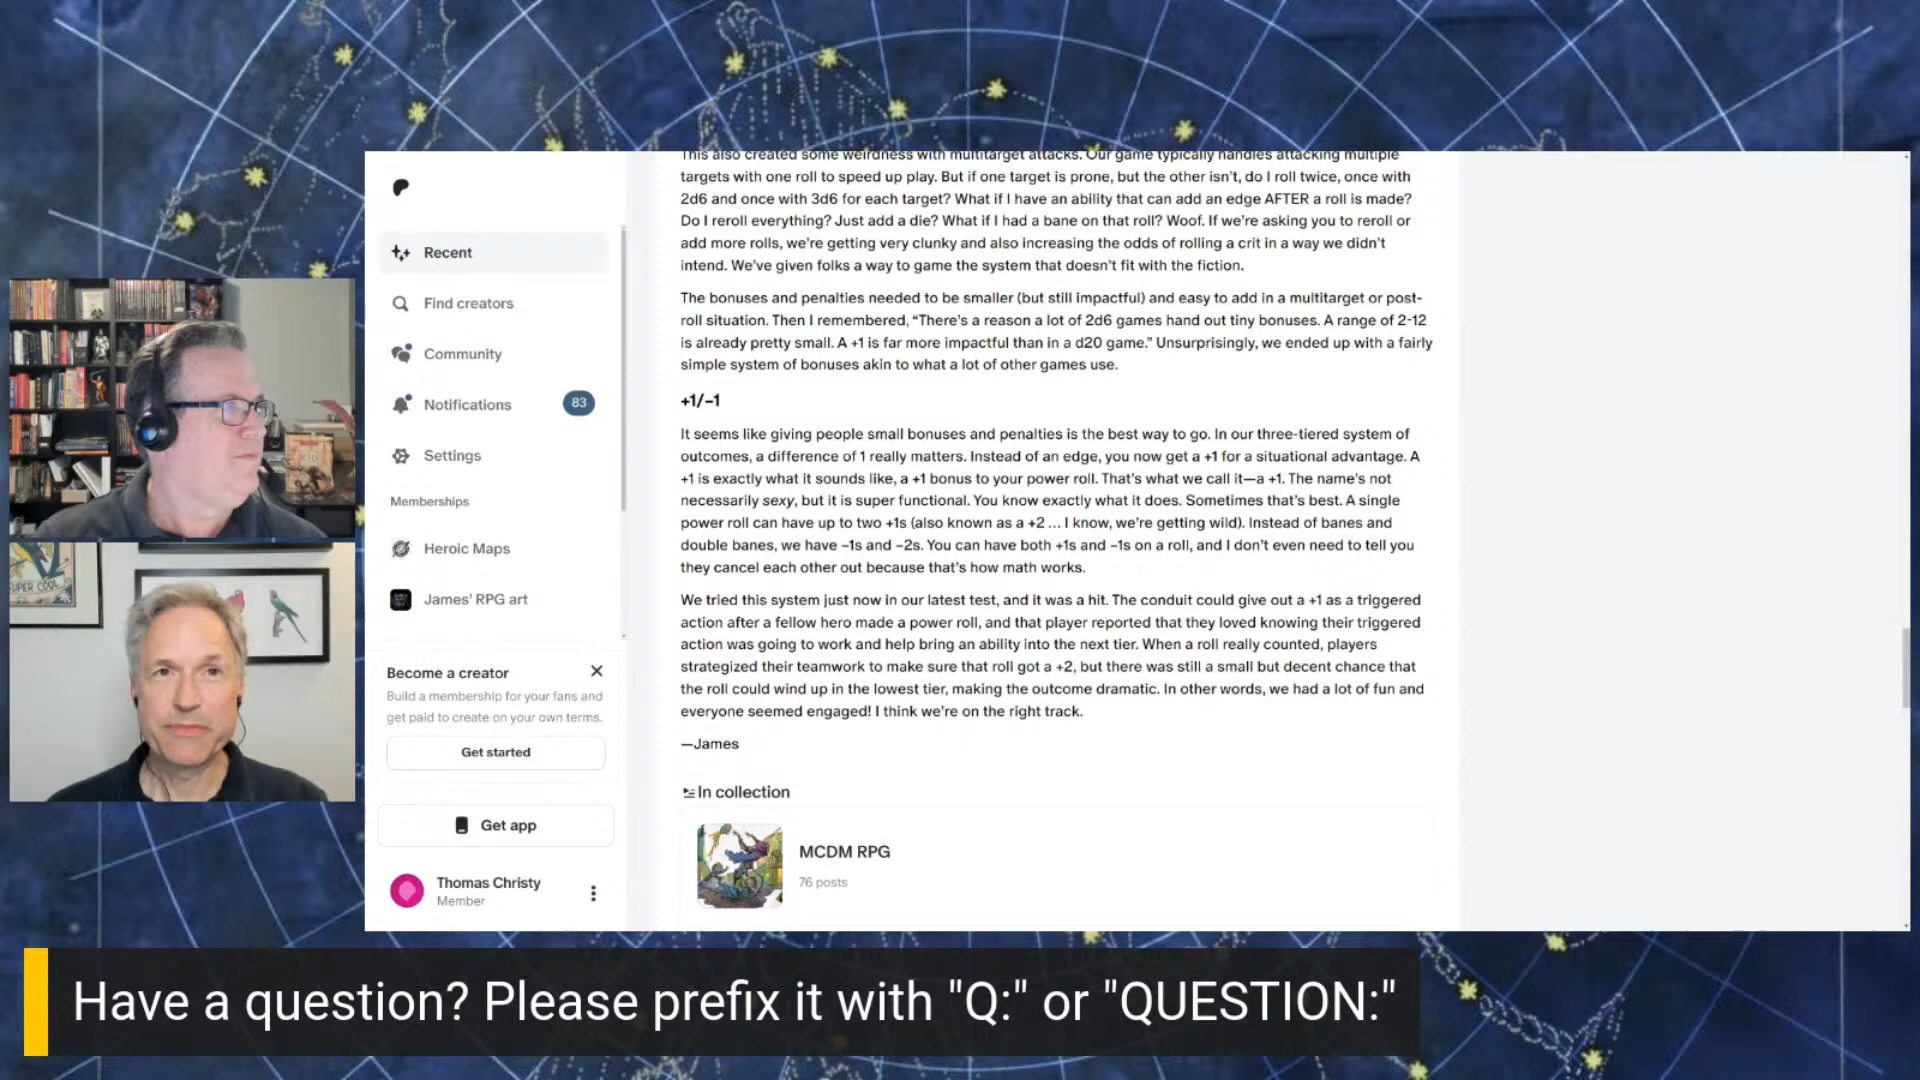 Recent
Find creators
Community
Notifications 83
Settings
Memberships
Heroic Maps
James' RPG art
Become a creator
Build a membership for your fans and
get paid to create on your own terms.
Get started
Get app
Thomas Christy
Member
This also created some weirdness with multitarget attacks. Our game typically handles attacking multiple
targets with one roll to speed up play. But if one target is prone, but the other isn't, do I roll twice, once with
2d6 and once with 3d6 for each target? What if I have an ability that can add an edge AFTER a roll is made?
Do I reroll everything? Just add a die? What if I had a bane on that roll? Woof. If we're asking you to reroll or
add more rolls, we're getting very clunky and also increasing the odds of rolling a crit in a way we didn't
intend. We've given folks a way to game the system that doesn't fit with the fiction.
The bonuses and penalties needed to be smaller (but still impactful) and easy to add in a multitarget or post-
roll situation. Then I remembered, “There's a reason a lot of 2d6 games hand out tiny bonuses. A range of 2-12
is already pretty small. A +1 is far more impactful than in a d20 game.” Unsurprisingly, we ended up with a fairly
simple system of bonuses akin to what a lot of other games use.
+1/–1
It seems like giving people small bonuses and penalties is the best way to go. In our three-tiered system of
outcomes, a difference of 1 really matters. Instead of an edge, you now get a +1 for a situational advantage. A
+1 is exactly what it sounds like, a +1 bonus to your power roll. That's what we call it—a +1. The name's not
necessarily sexy, but it is super functional. You know exactly what it does. Sometimes that's best. A single
power roll can have up to two +1s (also known as a +2 … I know, we're getting wild). Instead of banes and
double banes, we have –1s and –2s. You can have both +1s and –1s on a roll, and I don't even need to tell you
they cancel each other out because that's how math works.
We tried this system just now in our latest test, and it was a hit. The conduit could give out a +1 as a triggered
action after a fellow hero made a power roll, and that player reported that they loved knowing their triggered
action was going to work and help bring an ability into the next tier. When a roll really counted, players
strategized their teamwork to make sure that roll got a +2, but there was still a small but decent chance that
the roll could wind up in the lowest tier, making the outcome dramatic. In other words, we had a lot of fun and
everyone seemed engaged! I think we're on the right track.
—James
In collection
MCDM RPG
76 posts
SUPER COOL
Have a question? Please prefix it with "Q:" or "QUESTION:"